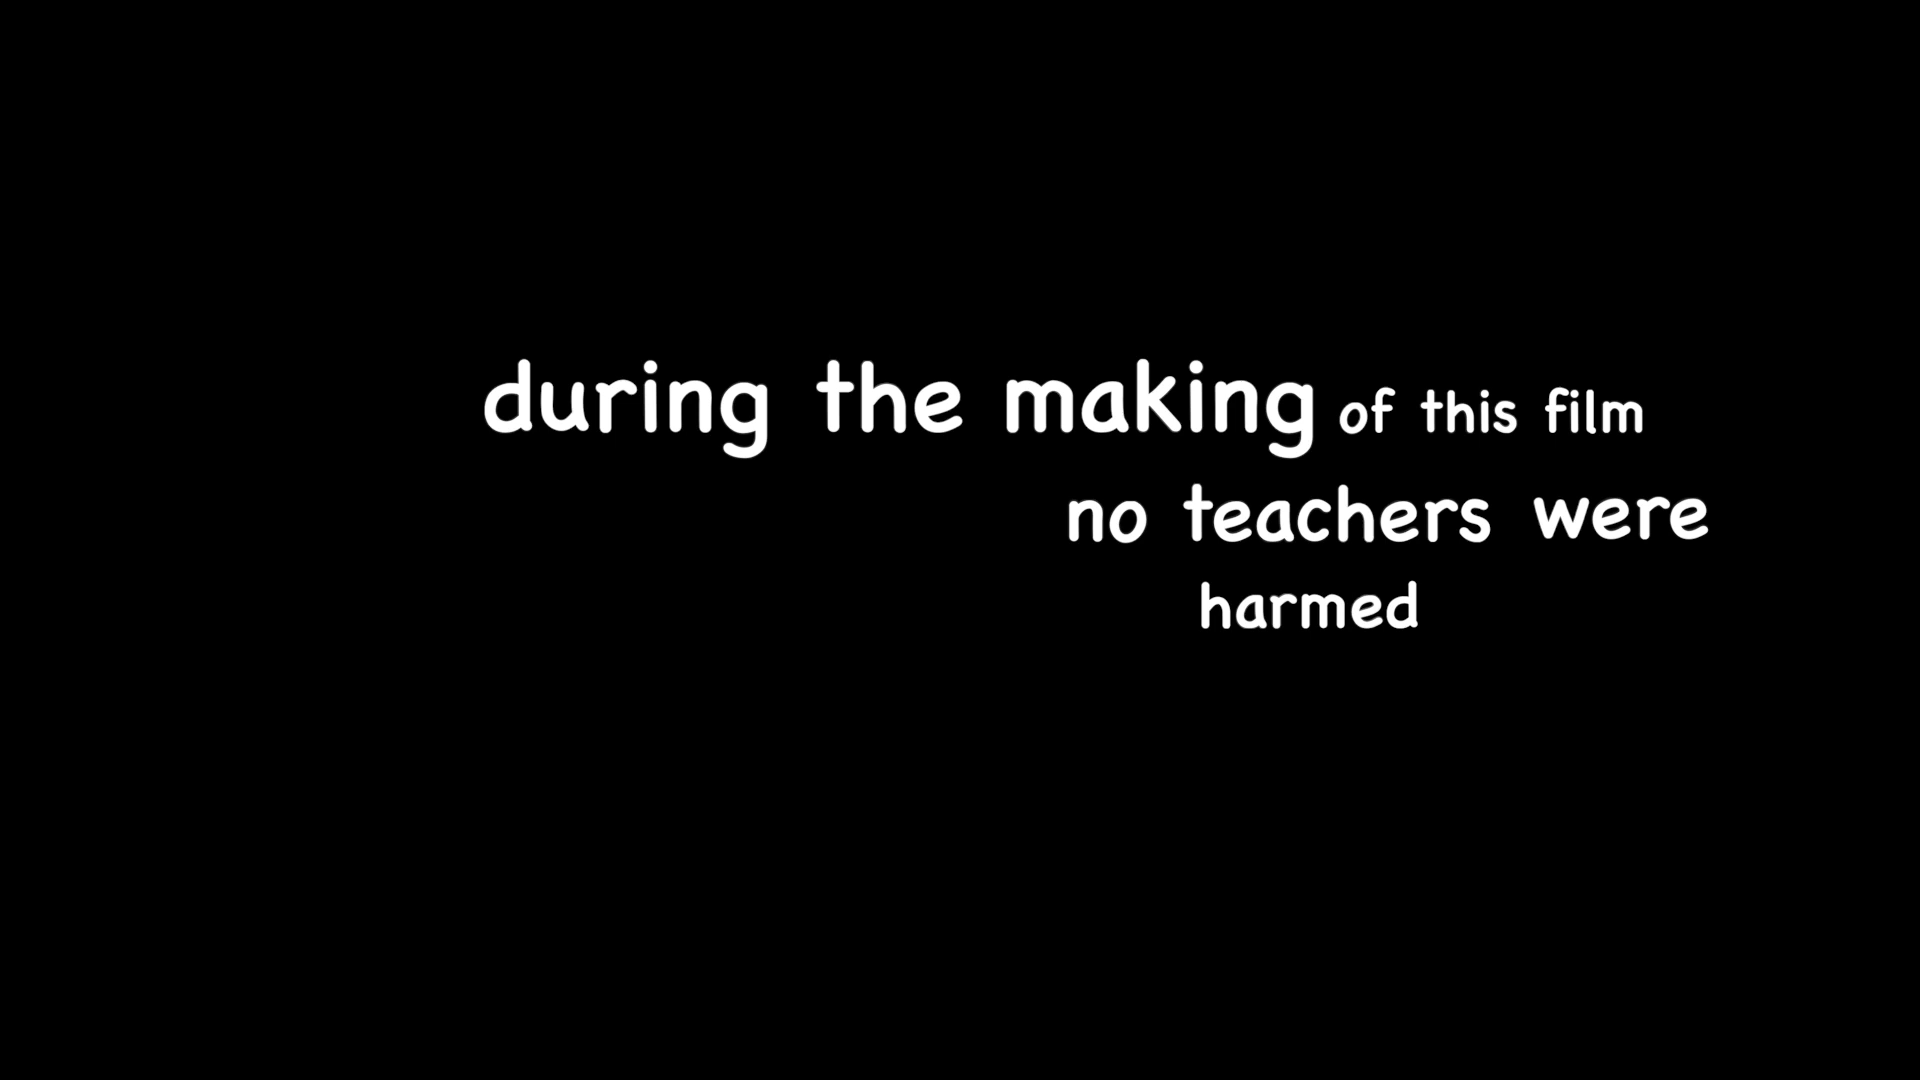 during the making of this film
no teachers were
harmed